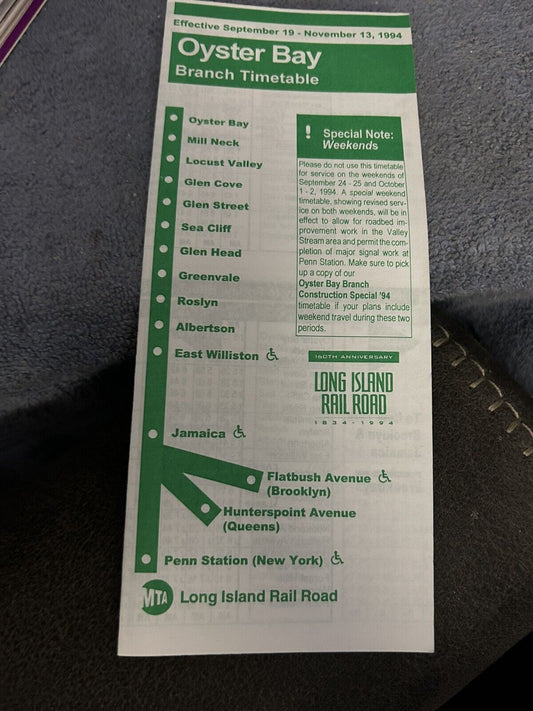 Effective September 19 - November 13, 1994
Oyster Bay
Branch Timetable
Oyster Bay
Mill Neck
Locust Valley
Glen Cove
Glen Street
Sea Cliff
Glen Head
Greenvale
Roslyn
Albertson
East Williston
Jamaica
Flatbush Avenue
(Brooklyn)
Hunterspoint Avenue
(Queens)
Penn Station (New York)
! Special Note:
Weekends
Please do not use this timetable
for service on the weekends of
September 24 - 25 and October
1 - 2, 1994. A special weekend
timetable, showing revised serv-
ice on both weekends, will be in
effect to allow for roadbed im-
provement work in the Valley
Stream area and permit the com-
pletion of major signal work at
Penn Station. Make sure to pick
up a copy of our
Oyster Bay Branch
Construction Special '94
timetable if your plans include
weekend travel during these two
periods.
160TH ANNIVERSARY
LONG ISLAND
RAIL ROAD
1834-1994
MTA Long Island Rail Road